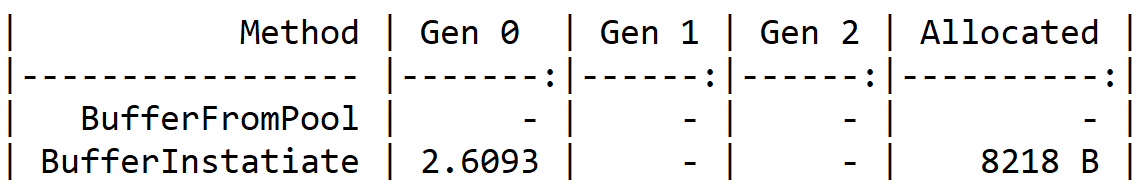 |            Method | Gen 0  | Gen 1 | Gen 2 | Allocated |
|------------------ |-------:|------:|------:|----------:|
|    BufferFromPool |      - |     - |     - |         - |
| BufferInstatiate | 2.6093 |     - |     - |    8218 B |